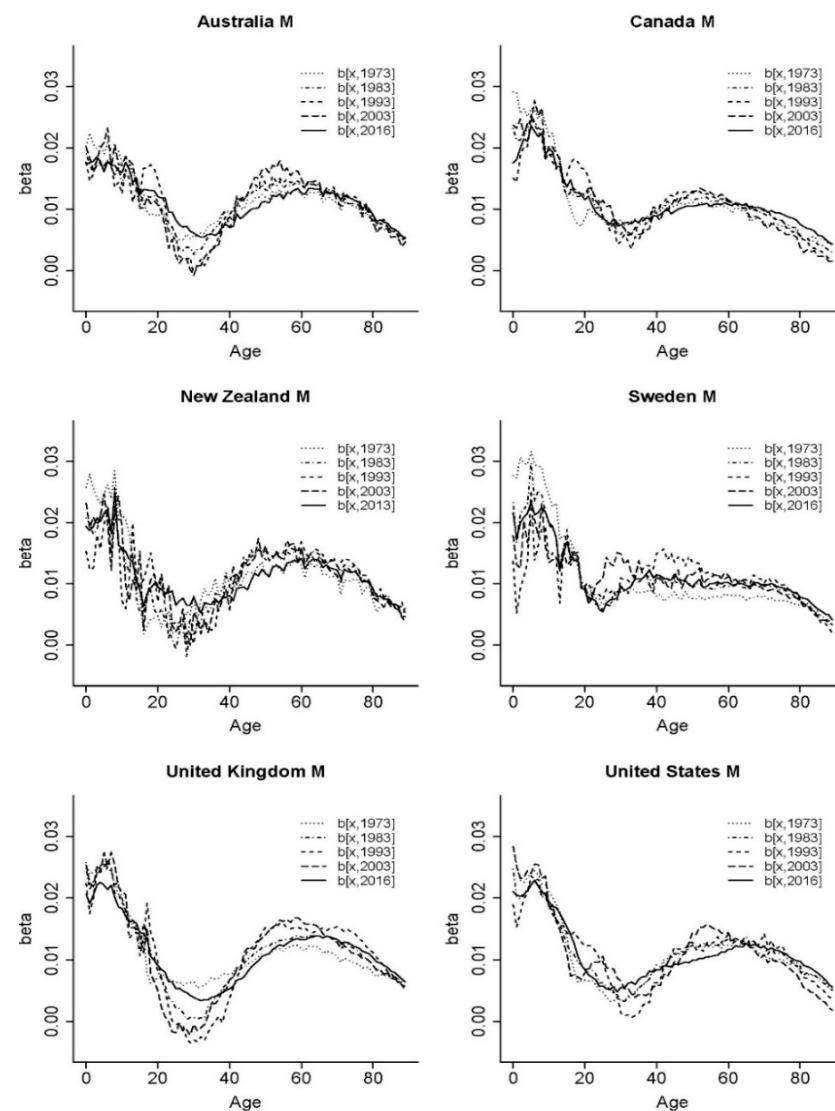 Australia M
beta
0.03
0.02
0.01
0.00
b[x,1973]
b[x,1983]
b[x,1993]
b[x,2003]
b[x,2016]
0 20 40 60 80
Age
Canada M
beta
0.03
0.02
0.01
0.00
b[x,1973]
b[x,1983]
b[x,1993]
b[x,2003]
b[x,2016]
0 20 40 60 80
Age
New Zealand M
beta
0.03
0.02
0.01
0.00
b[x,1973]
b[x,1983]
b[x,1993]
b[x,2003]
b[x,2013]
0 20 40 60 80
Age
Sweden M
beta
0.03
0.02
0.01
0.00
b[x,1973]
b[x,1983]
b[x,1993]
b[x,2003]
b[x,2016]
0 20 40 60 80
Age
United Kingdom M
beta
0.03
0.02
0.01
0.00
b[x,1973]
b[x,1983]
b[x,1993]
b[x,2003]
b[x,2016]
0 20 40 60 80
Age
United States M
beta
0.03
0.02
0.01
0.00
b[x,1973]
b[x,1983]
b[x,1993]
b[x,2003]
b[x,2016]
0 20 40 60 80
Age